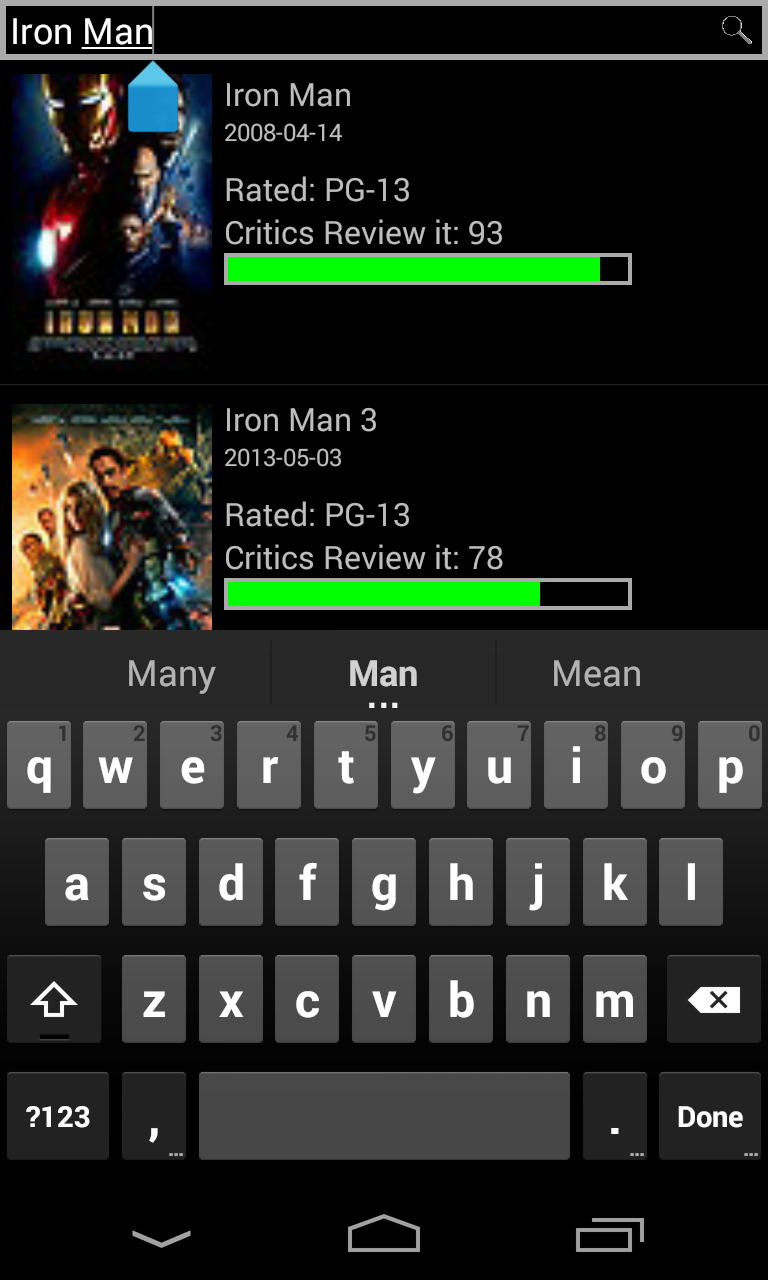 Iron Man
Iron Man
2008-04-14
Rated: PG-13
Critics Review it: 93
IRON MAN
Iron Man 3
2013-05-03
Rated: PG-13
Critics Review it: 78
Many Man Mean
...
1 2 3 4 5 6 7 8 9 0
q w e r t y u i o p
a s d f g h j k l
z x c v b n m
?123 , ... . ... Done ...